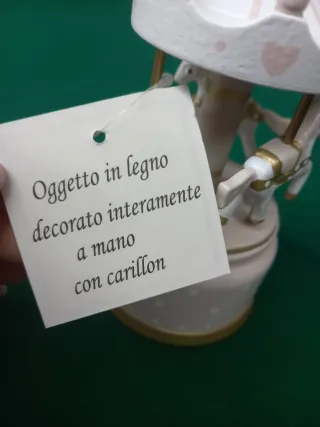 Oggetto in legno
decorato interamente
a mano
con carillon